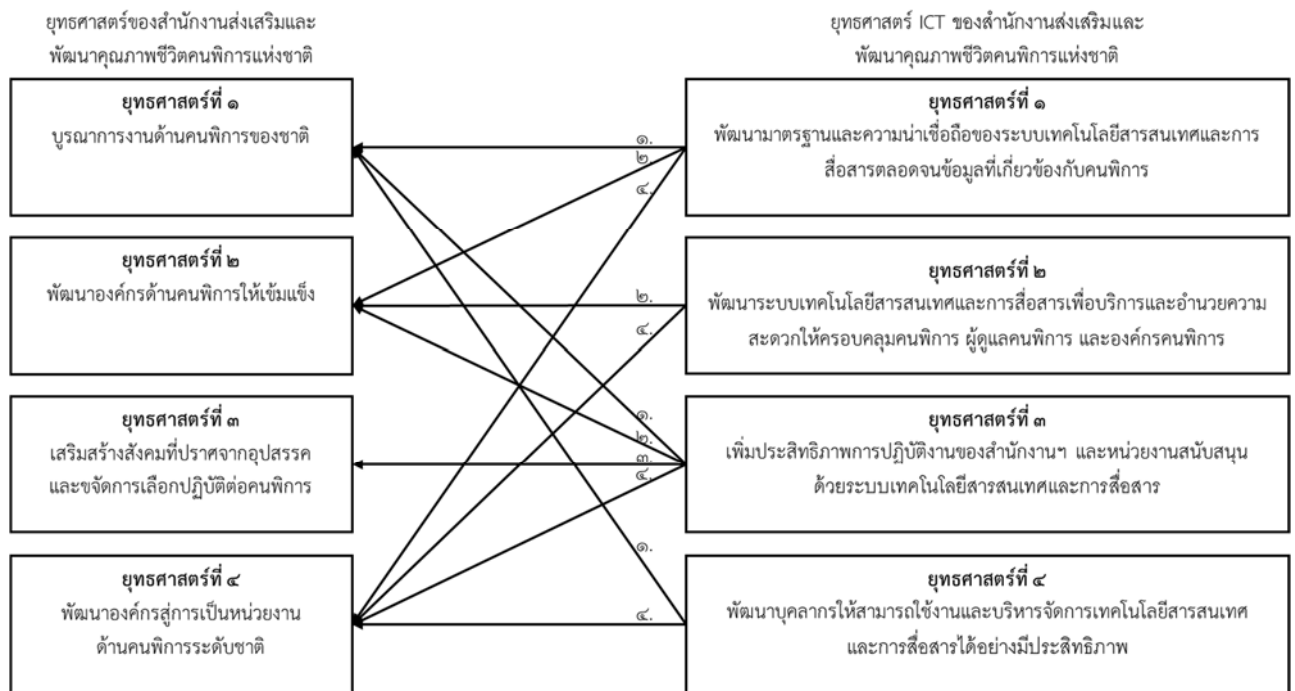 ยุทธศาสตร์ของสำนักงานส่งเสริมและ
พัฒนาคุณภาพชีวิตคนพิการแห่งชาติ
ยุทธศาสตร์ที่ ๑
บูรณาการงานด้านคนพิการของชาติ
ยุทธศาสตร์ที่ ๒
พัฒนาองค์กรด้านคนพิการให้เข้มแข็ง
ยุทธศาสตร์ที่ ๓
เสริมสร้างสังคมที่ปราศจากอุปสรรค
และขจัดการเลือกปฏิบัติต่อคนพิการ
ยุทธศาสตร์ที่ ๔
พัฒนาองค์กรสู่การเป็นหน่วยงาน
ด้านคนพิการระดับชาติ
๑.
๒.
๔.
๒.
๔.
๑.
๒.
๓.
๔.
๑.
๔.
ยุทธศาสตร์ ICT ของสำนักงานส่งเสริมและ
พัฒนาคุณภาพชีวิตคนพิการแห่งชาติ
ยุทธศาสตร์ที่ ๑
พัฒนามาตรฐานและความน่าเชื่อถือของระบบเทคโนโลยีสารสนเทศและการ
สื่อสารตลอดจนข้อมูลที่เกี่ยวข้องกับคนพิการ
ยุทธศาสตร์ที่ ๒
พัฒนาระบบเทคโนโลยีสารสนเทศและการสื่อสารเพื่อบริการและอำนวยความ
สะดวกให้ครอบคลุมคนพิการ ผู้ดูแลคนพิการ และองค์กรคนพิการ
ยุทธศาสตร์ที่ ๓
เพิ่มประสิทธิภาพการปฏิบัติงานของสำนักงานฯ และหน่วยงานสนับสนุน
ด้วยระบบเทคโนโลยีสารสนเทศและการสื่อสาร
ยุทธศาสตร์ที่ ๔
พัฒนาบุคลากรให้สามารถใช้งานและบริหารจัดการเทคโนโลยีสารสนเทศ
และการสื่อสารได้อย่างมีประสิทธิภาพ